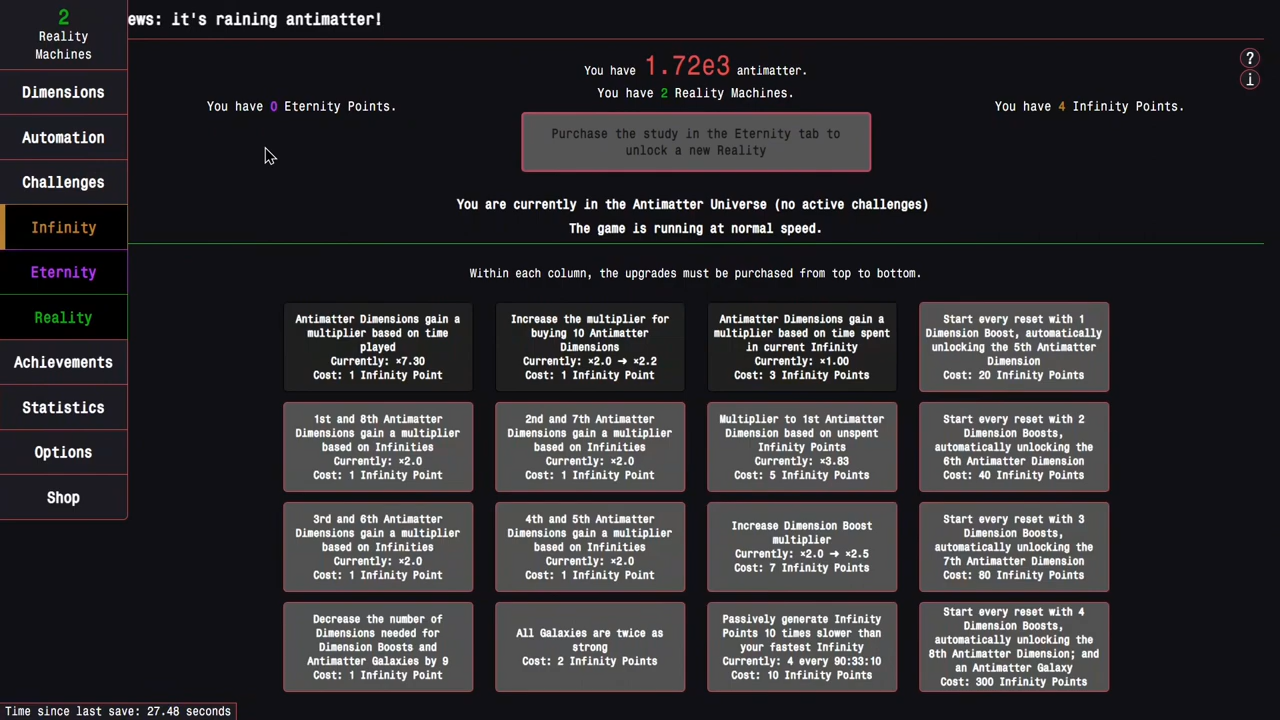 2
Reality
Machines
Dimensions
Automation
Challenges
Infinity
Eternity
Reality
Achievements
Statistics
Options
Shop
ews: it's raining antimatter!
You have 1.72e3 antimatter.
You have 2 Reality Machines.
You have 0 Eternity Points.
You have 4 Infinity Points.
?
i
Purchase the study in the Eternity tab to
unlock a new Reality
You are currently in the Antimatter Universe (no active challenges)
The game is running at normal speed.
Within each column, the upgrades must be purchased from top to bottom.
Antimatter Dimensions gain a
multiplier based on time
played
Currently: ×7.30
Cost: 1 Infinity Point
Increase the multiplier for
buying 10 Antimatter
Dimensions
Currently: ×2.0 → ×2.2
Cost: 1 Infinity Point
Antimatter Dimensions gain a
multiplier based on time spent
in current Infinity
Currently: ×1.00
Cost: 3 Infinity Points
Start every reset with 1
Dimension Boost, automatically
unlocking the 5th Antimatter
Dimension
Cost: 20 Infinity Points
1st and 8th Antimatter
Dimensions gain a multiplier
based on Infinities
Currently: ×2.0
Cost: 1 Infinity Point
2nd and 7th Antimatter
Dimensions gain a multiplier
based on Infinities
Currently: ×2.0
Cost: 1 Infinity Point
Multiplier to 1st Antimatter
Dimension based on unspent
Infinity Points
Currently: ×3.83
Cost: 5 Infinity Points
Start every reset with 2
Dimension Boosts,
automatically unlocking the
6th Antimatter Dimension
Cost: 40 Infinity Points
3rd and 6th Antimatter
Dimensions gain a multiplier
based on Infinities
Currently: ×2.0
Cost: 1 Infinity Point
4th and 5th Antimatter
Dimensions gain a multiplier
based on Infinities
Currently: ×2.0
Cost: 1 Infinity Point
Increase Dimension Boost
multiplier
Currently: ×2.0 → ×2.5
Cost: 7 Infinity Points
Start every reset with 3
Dimension Boosts,
automatically unlocking the
7th Antimatter Dimension
Cost: 80 Infinity Points
Decrease the number of
Dimensions needed for
Dimension Boosts and
Antimatter Galaxies by 9
Cost: 1 Infinity Point
All Galaxies are twice as
strong
Cost: 2 Infinity Points
Passively generate Infinity
Points 10 times slower than
your fastest Infinity
Currently: 4 every 90:33:10
Cost: 10 Infinity Points
Start every reset with 4
Dimension Boosts,
automatically unlocking the
8th Antimatter Dimension; and
an Antimatter Galaxy
Cost: 300 Infinity Points
Time since last save: 27.48 seconds